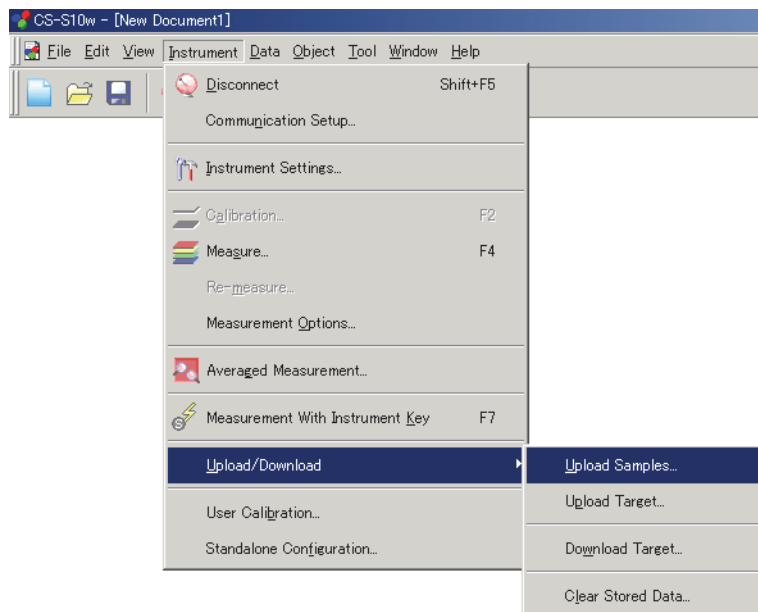 CS-S10w - [New Document1]
File Edit View Instrument Data Object Tool Window Help
Disconnect Shift+F5
Communication Setup...
Instrument Settings...
Calibration... F2
Measure... F4
Re-measure...
Measurement Options...
Averaged Measurement...
Measurement With Instrument Key F7
Upload/Download
Upload Samples...
Upload Target...
Download Target...
Clear Stored Data...
User Calibration...
Standalone Configuration...